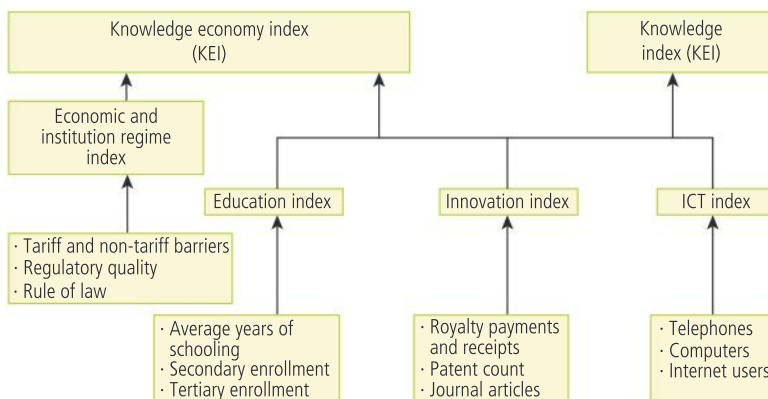 Knowledge economy index
(KEI)
Knowledge
index (KEI)
Economic and
institution regime
index
Education index
Innovation index
ICT index
· Tariff and non-tariff barriers
· Regulatory quality
· Rule of law
· Average years of
schooling
· Secondary enrollment
· Tertiary enrollment
· Royalty payments
and receipts
· Patent count
· Journal articles
· Telephones
· Computers
· Internet users